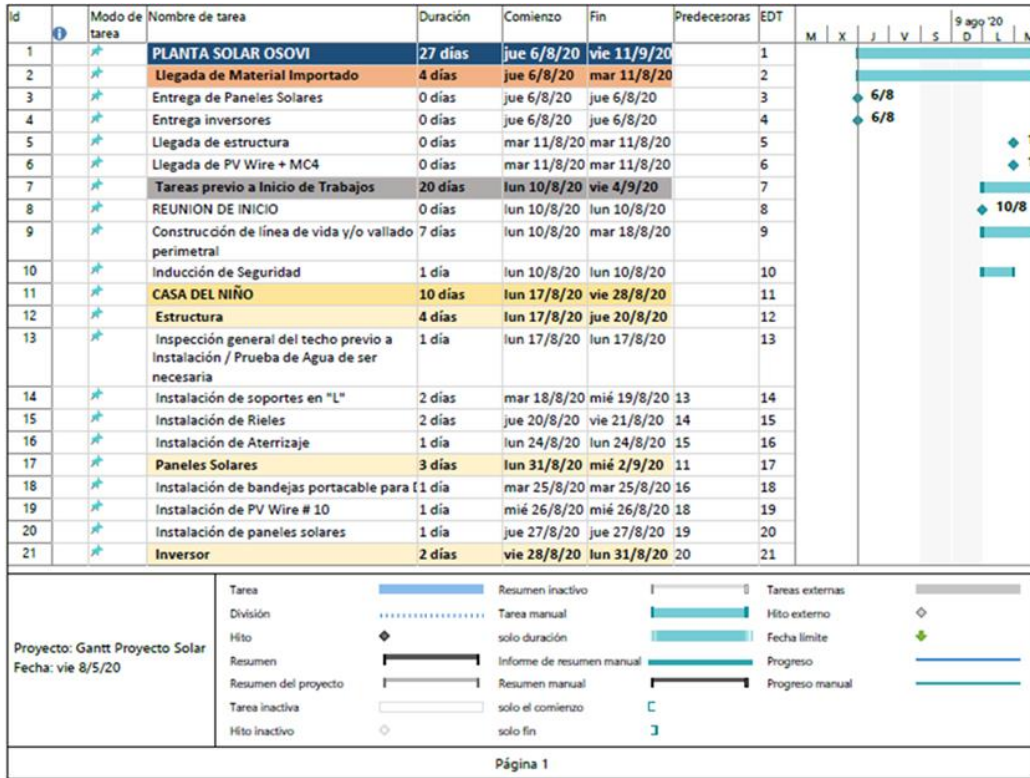 Id Modo de tarea Nombre de tarea Duración Comienzo Fin Predecesoras EDT
9 ago '20
M X J V S D L M
1 PLANTA SOLAR OSOVI 27 días jue 6/8/20 vie 11/9/20 1
2 Llegada de Material Importado 4 días jue 6/8/20 mar 11/8/20 2
3 Entrega de Paneles Solares 0 días jue 6/8/20 jue 6/8/20 3 6/8
4 Entrega inversores 0 días jue 6/8/20 jue 6/8/20 4 6/8
5 Llegada de estructura 0 días mar 11/8/20 mar 11/8/20 5
6 Llegada de PV Wire + MC4 0 días mar 11/8/20 mar 11/8/20 6
7 Tareas previo a Inicio de Trabajos 20 días lun 10/8/20 vie 4/9/20 7
8 REUNION DE INICIO 0 días lun 10/8/20 lun 10/8/20 8 10/8
9 Construcción de línea de vida y/o vallado 7 días lun 10/8/20 mar 18/8/20 9
perimetral
10 Inducción de Seguridad 1 día lun 10/8/20 lun 10/8/20 10
11 CASA DEL NIÑO 10 días lun 17/8/20 vie 28/8/20 11
12 Estructura 4 días lun 17/8/20 jue 20/8/20 12
13 Inspección general del techo previo a 1 día lun 17/8/20 lun 17/8/20 13
Instalación / Prueba de Agua de ser
necesaria
14 Instalación de soportes en "L" 2 días mar 18/8/20 mié 19/8/20 13 14
15 Instalación de Rieles 2 días jue 20/8/20 vie 21/8/20 14 15
16 Instalación de Aterrizaje 1 día lun 24/8/20 lun 24/8/20 15 16
17 Paneles Solares 3 días lun 31/8/20 mié 2/9/20 11 17
18 Instalación de bandejas portacable para 1 día mar 25/8/20 mar 25/8/20 16 18
19 Instalación de PV Wire # 10 1 día mié 26/8/20 mié 26/8/20 18 19
20 Instalación de paneles solares 1 día jue 27/8/20 jue 27/8/20 19 20
21 Inversor 2 días vie 28/8/20 lun 31/8/20 20 21
Proyecto: Gantt Proyecto Solar
Fecha: vie 8/5/20
Tarea
División
Hito
Resumen
Resumen del proyecto
Tarea inactiva
Hito inactivo
Resumen inactivo
Tarea manual
solo duración
Informe de resumen manual
Resumen manual
solo el comienzo
solo fin
Tareas externas
Hito externo
Fecha límite
Progreso
Progreso manual
Página 1